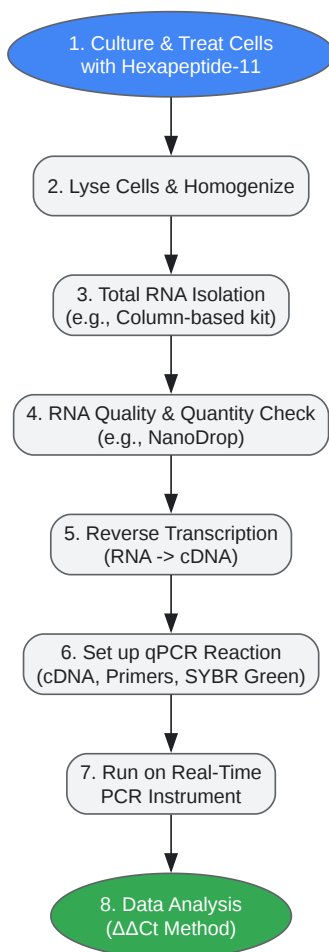 1. Culture & Treat Cells
with Hexapeptide-11
2. Lyse Cells & Homogenize
3. Total RNA Isolation
(e.g., Column-based kit)
4. RNA Quality & Quantity Check
(e.g., NanoDrop)
5. Reverse Transcription
(RNA -> cDNA)
6. Set up qPCR Reaction
(cDNA, Primers, SYBR Green)
7. Run on Real-Time
PCR Instrument
8. Data Analysis
(ΔΔCt Method)